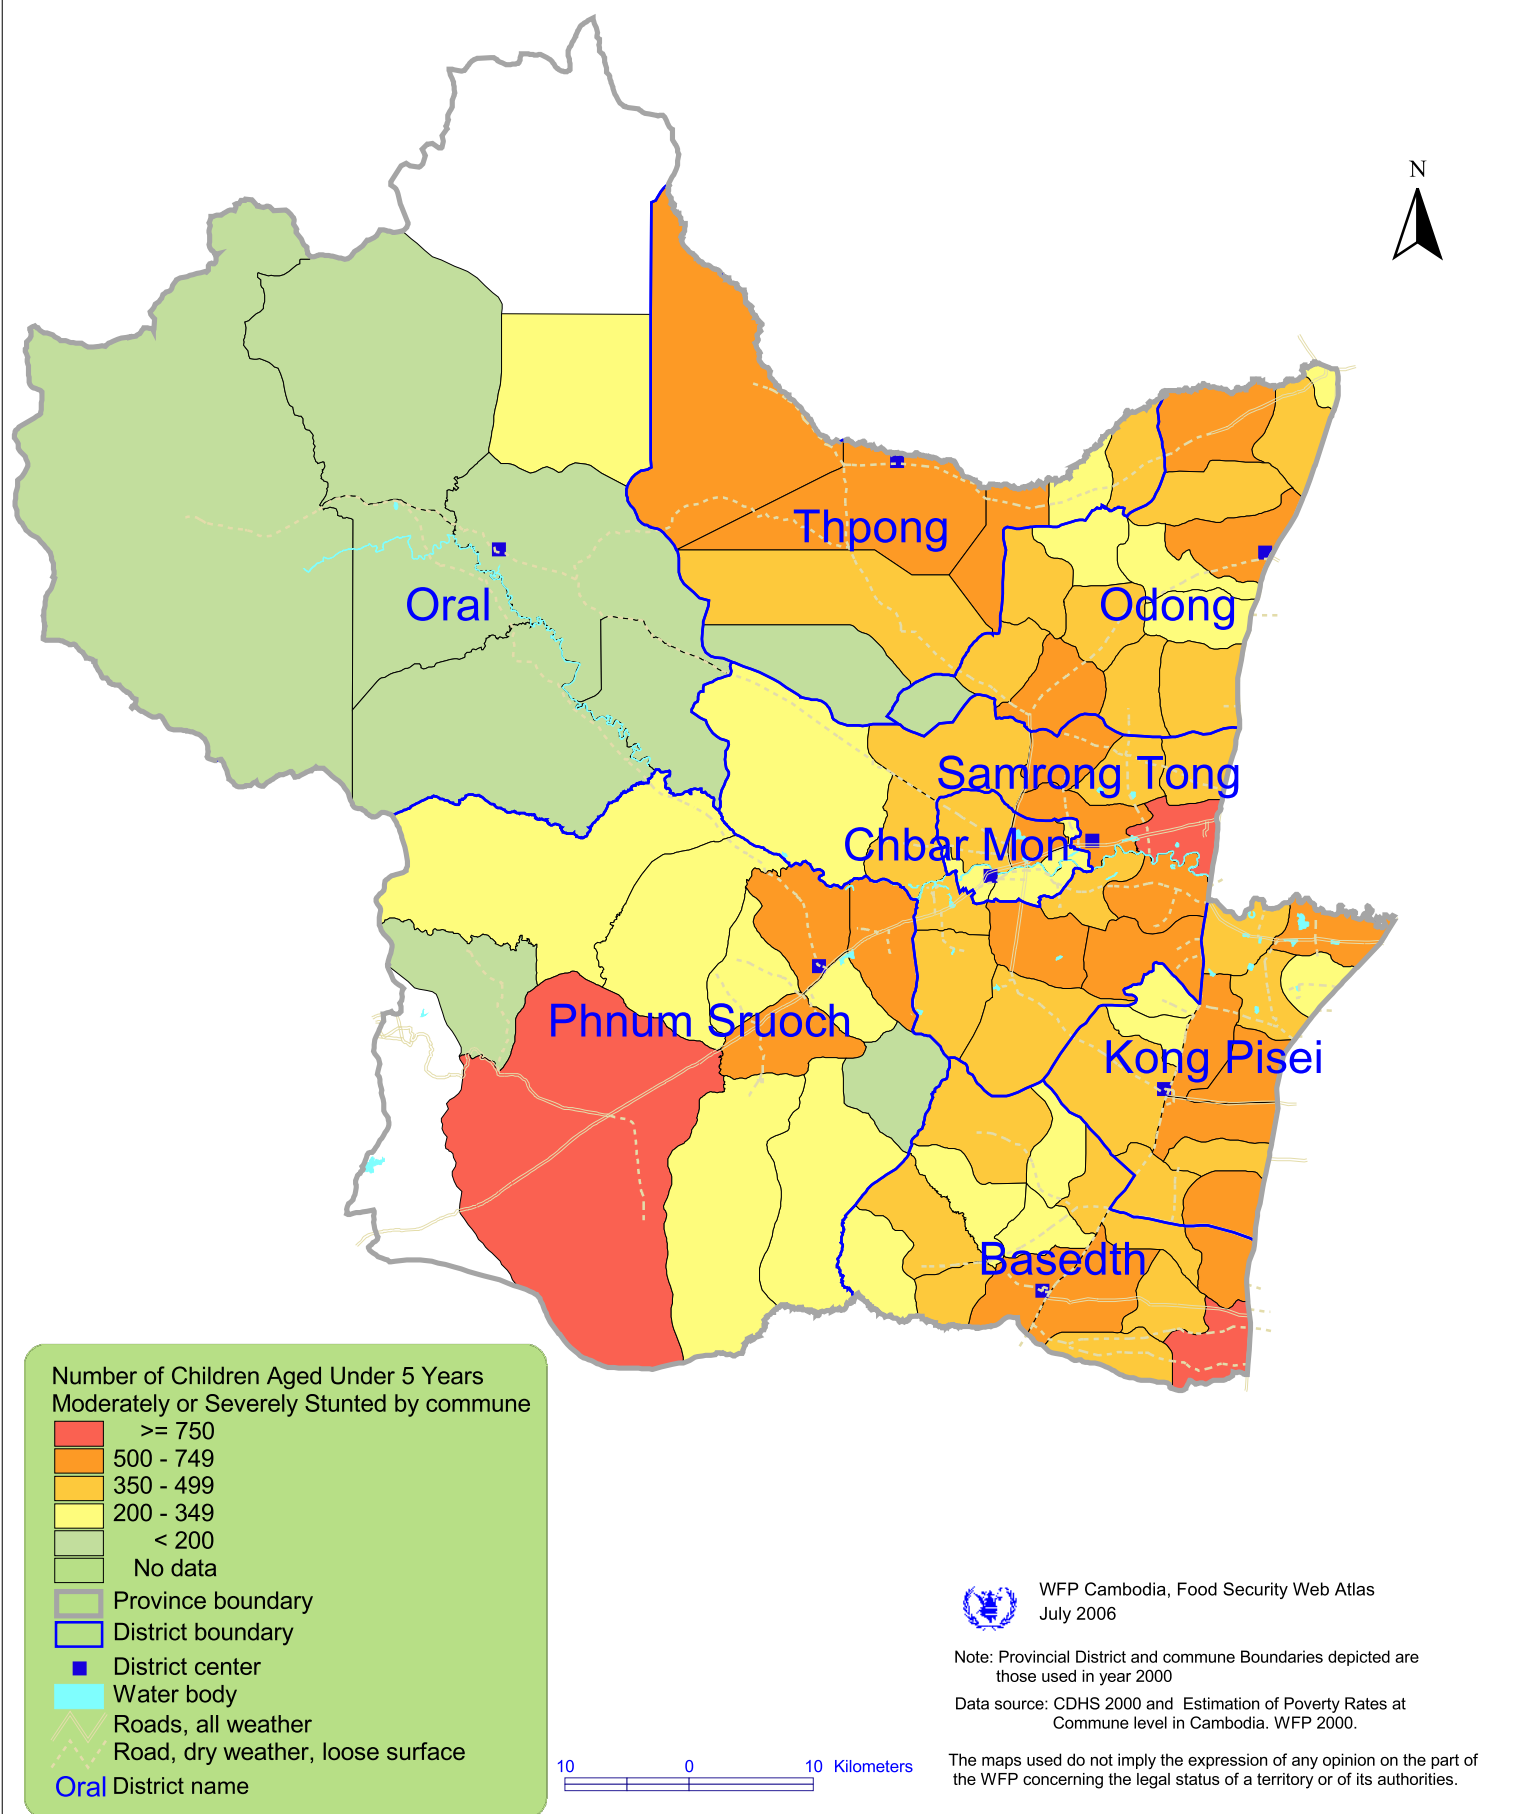 N
Thpong
Oral
Odong
Samrong Tong
Chbar Mon
Phnum Sruoch
Kong Pisei
Basedth
Number of Children Aged Under 5 Years
Moderately or Severely Stunted by commune
>= 750
500 - 749
350 - 499
200 - 349
< 200
No data
Province boundary
District boundary
District center
Water body
Roads, all weather
Road, dry weather, loose surface
Oral District name
10 0 10 Kilometers
WFP Cambodia, Food Security Web Atlas
July 2006
Note: Provincial District and commune Boundaries depicted are
those used in year 2000
Data source: CDHS 2000 and Estimation of Poverty Rates at
Commune level in Cambodia. WFP 2000.
The maps used do not imply the expression of any opinion on the part of
the WFP concerning the legal status of a territory or of its authorities.